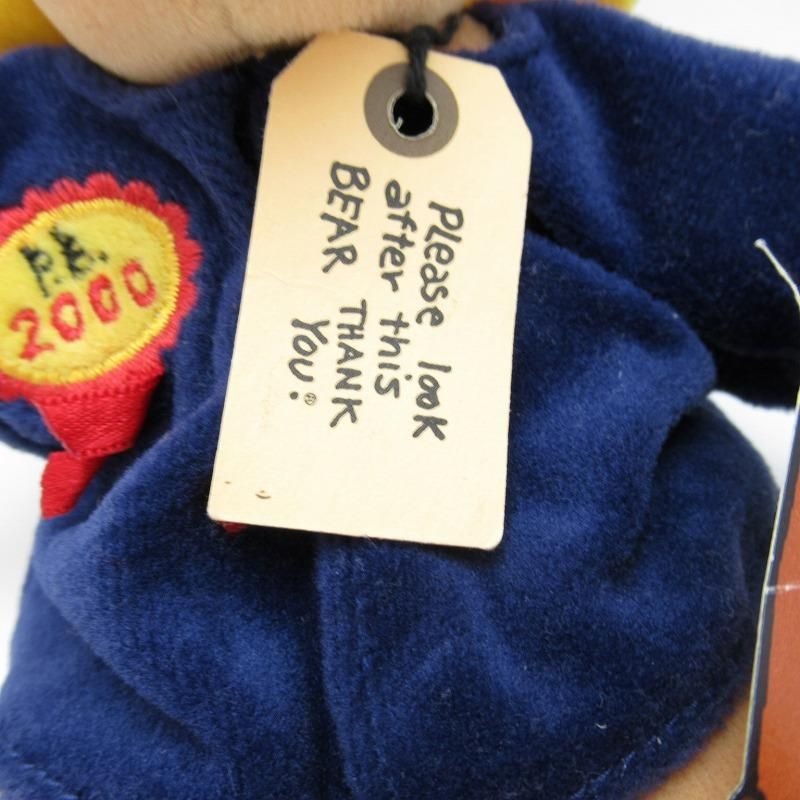 Please look
after this
BEAR THANK
YOU.®
P.B.
2000